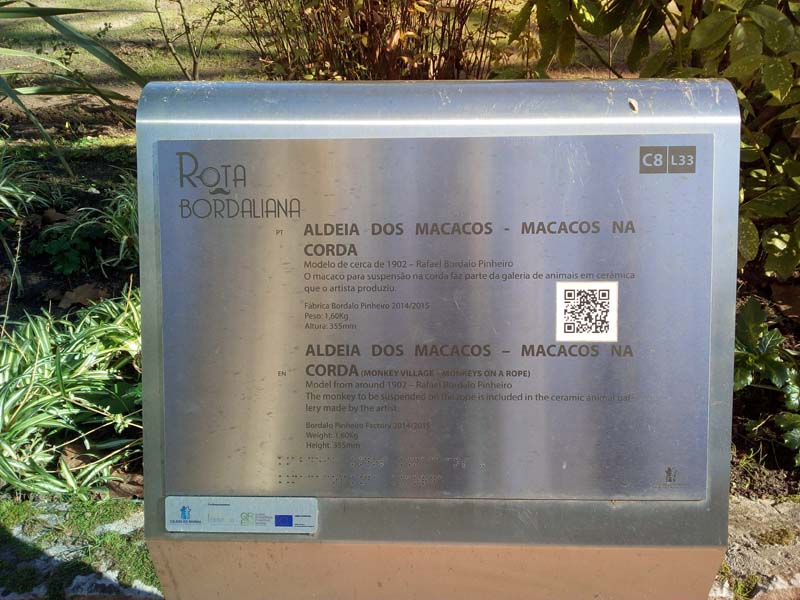 ROTA
BORDALIANA
C8 L33
PT ALDEIA DOS MACACOS - MACACOS NA
CORDA
Modelo de cerca de 1902 – Rafael Bordalo Pinheiro
O macaco para suspensão na corda faz parte da galeria de animais em cerâmica
que o artista produziu.
Fábrica Bordalo Pinheiro 2014/2015
Peso: 1,60Kg
Altura: 355mm
ALDEIA DOS MACACOS – MACACOS NA
EN CORDA (MONKEY VILLAGE – MONKEYS ON A ROPE)
Model from around 1902 – Rafael Bordalo Pinheiro
The monkey to be suspended on the rope is included in the ceramic animal gal-
lery made by the artist.
Bordalo Pinheiro Factory 2014/2015
Weight: 1,60Kg
Height: 355mm